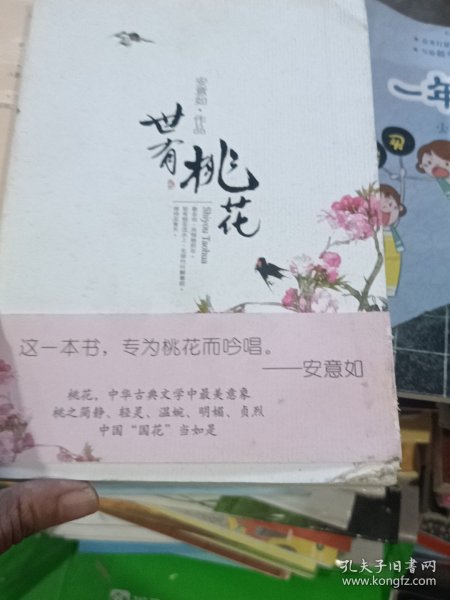 安意如·作品
世有
桃花
Shiyou Taohua
这一本书，专为桃花而吟唱。
——安意如
桃花，中华古典文学中最美意象
桃之简静、轻灵、温婉、明媚、贞烈
中国“国花”当如是
一年
孔夫子旧书网
www.kongfz.com